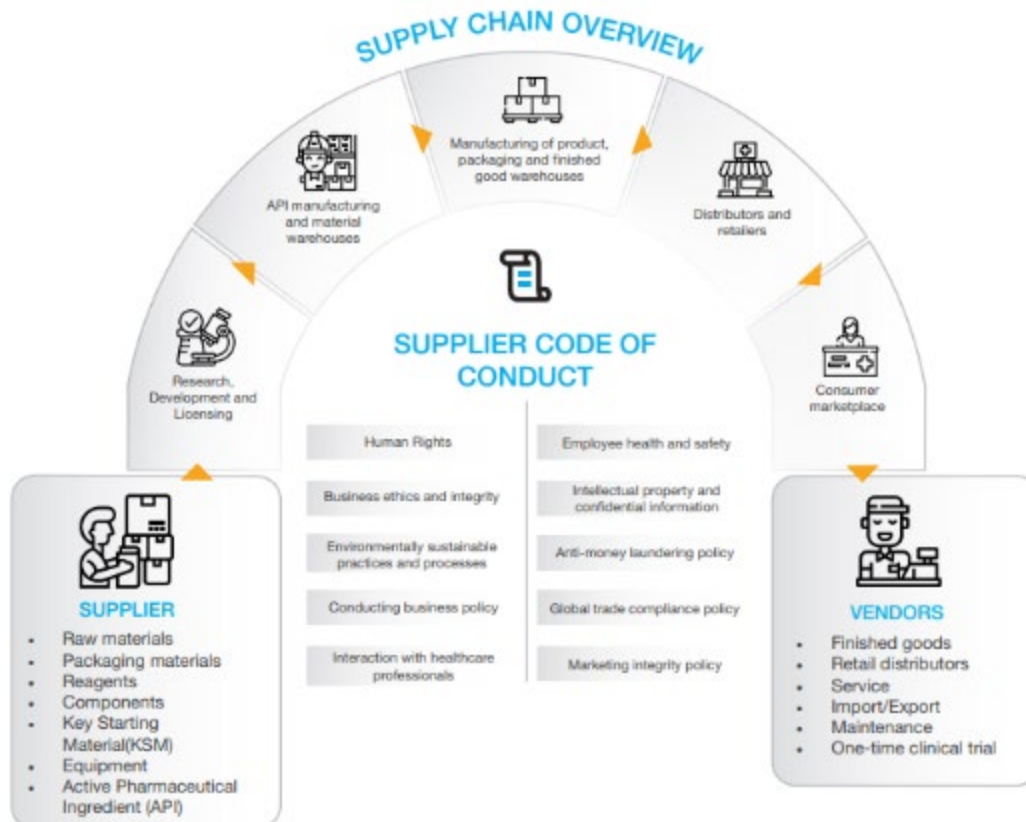 SUPPLY CHAIN OVERVIEW
Manufacturing of product,
packaging and finished
good warehouses
API manufacturing
and material
warehouses
Distributors and
retailers
Research,
Development and
Licensing
Consumer
marketplace
SUPPLIER CODE OF
CONDUCT
Human Rights
Business ethics and integrity
Environmentally sustainable
practices and processes
Conducting business policy
Interaction with healthcare
professionals
Employee health and safety
Intellectual property and
confidential information
Anti-money laundering policy
Global trade compliance policy
Marketing integrity policy
SUPPLIER
• Raw materials
• Packaging materials
• Reagents
• Components
• Key Starting
Material(KSM)
• Equipment
• Active Pharmaceutical
Ingredient (API)
VENDORS
• Finished goods
• Retail distributors
• Service
• Import/Export
• Maintenance
• One-time clinical trial